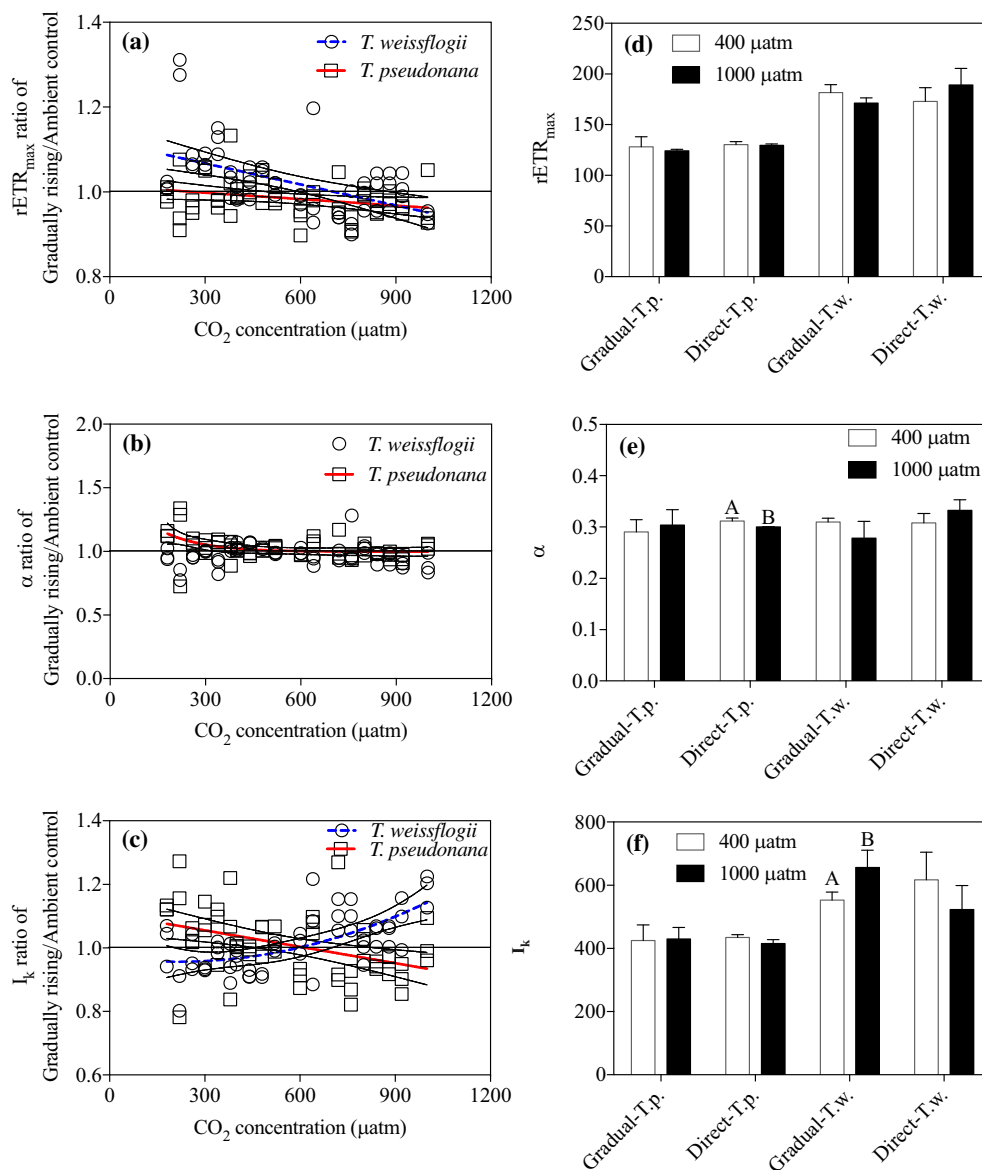 (a)
T. weissflogii
T. pseudonana
rETRmax ratio of
Gradually rising/Ambient control
1.4
1.2
1.0
0.8
0 300 600 900 1200
CO2 concentration (µatm)
(d)
400 µatm
1000 µatm
rETRmax
250
200
150
100
50
0
Gradual-T.p.
Direct-T.p.
Gradual-T.w.
Direct-T.w.
(b)
T. weissflogii
T. pseudonana
α ratio of
Gradually rising/Ambient control
2.0
1.5
1.0
0.5
0.0
0 300 600 900 1200
CO2 concentration (µatm)
(e)
400 µatm
1000 µatm
A
B
α
0.5
0.4
0.3
0.2
0.1
0.0
Gradual-T.p.
Direct-T.p.
Gradual-T.w.
Direct-T.w.
(c)
T. weissflogii
T. pseudonana
Ik ratio of
Gradually rising/Ambient control
1.4
1.2
1.0
0.8
0.6
0 300 600 900 1200
CO2 concentration (µatm)
(f)
400 µatm
1000 µatm
A
B
Ik
800
600
400
200
0
Gradual-T.p.
Direct-T.p.
Gradual-T.w.
Direct-T.w.